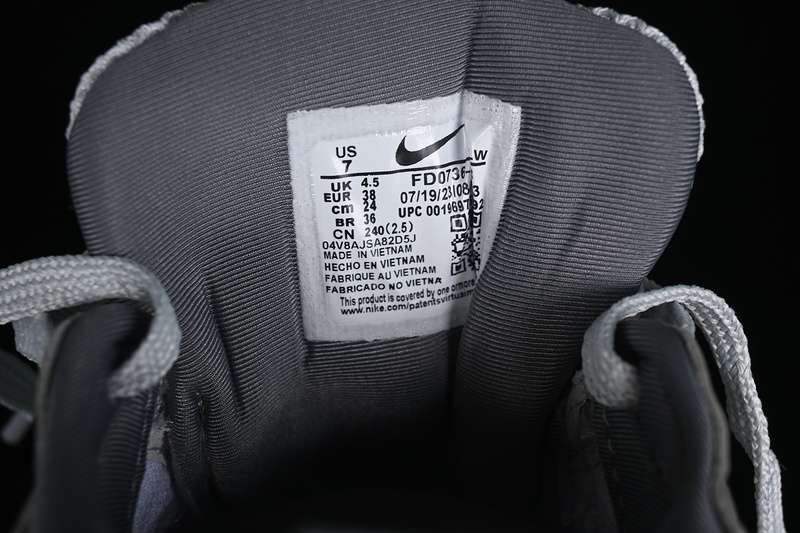 US
7
W
UK 4.5
EUR 38
cm 24
BR 36
CN 240(2.5)
FD0736-
07/19/23
UPC
04V8AJSA82D5J
MADE IN VIETNAM
HECHO EN VIETNAM
FABRIQUE AU VIETNAM
FABRICADO NO VIETNA
This product is covered by one or more
www.nike.com/patentsvirtualm